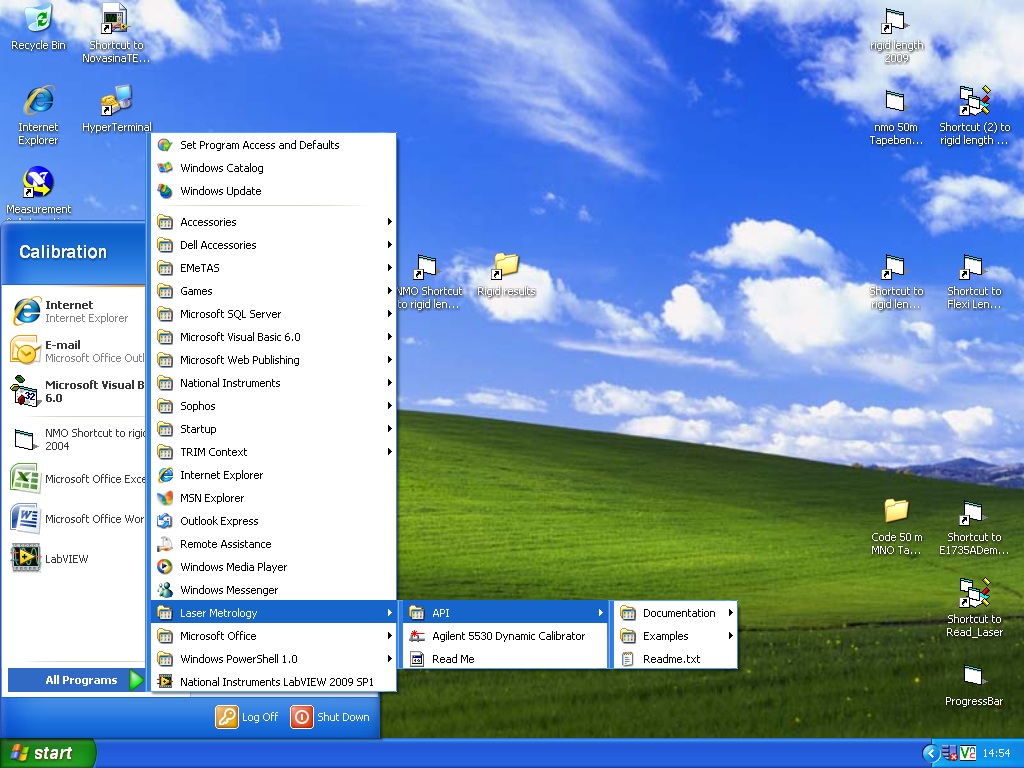 Recycle Bin
Shortcut to
NovasinaTE...
Internet
Explorer
HyperTerminal
Measurement
rigid length
2009
nmo 50m
Tapeben...
Shortcut (2) to
rigid length ...
NMO Shortcut
to rigid len...
Rigid results
Shortcut to
rigid len...
Shortcut to
Flexi Len...
Code 50 m
MNO Ta...
Shortcut to
E1735ADem...
Shortcut to
Read_Laser
ProgressBar
Calibration
Internet
Internet Explorer
E-mail
Microsoft Office Outl
Microsoft Visual B
6.0
NMO Shortcut to rigid
2004
Microsoft Office Exce
Microsoft Office Wor
LabVIEW
All Programs
Set Program Access and Defaults
Windows Catalog
Windows Update
Accessories
Dell Accessories
EMeTAS
Games
Microsoft SQL Server
Microsoft Visual Basic 6.0
Microsoft Web Publishing
National Instruments
Sophos
Startup
TRIM Context
Internet Explorer
MSN Explorer
Outlook Express
Remote Assistance
Windows Media Player
Windows Messenger
Laser Metrology
Microsoft Office
Windows PowerShell 1.0
National Instruments LabVIEW 2009 SP1
API
Agilent 5530 Dynamic Calibrator
Read Me
Documentation
Examples
Readme.txt
Log Off
Shut Down
start
14:54